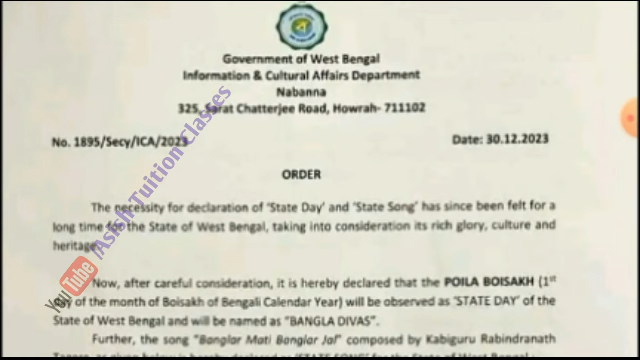 Government of West Bengal
Information & Cultural Affairs Department
Nabanna
325, Sarat Chatterjee Road, Howrah- 711102
No. 1895/Secy/ICA/2023
Date: 30.12.2023
ORDER
The necessity for declaration of 'State Day' and 'State Song' has since been felt for a
long time for the State of West Bengal, taking into consideration its rich glory, culture and
heritage.
Now, after careful consideration, it is hereby declared that the POILA BOISAKH (1st
day of the month of Boisakh of Bengali Calendar Year) will be observed as 'STATE DAY' of the
State of West Bengal and will be named as "BANGLA DIVAS".
Further, the song "Banglar Mati Banglar Jal" composed by Kabiguru Rabindranath
YouTube/Asish Tuition Classes